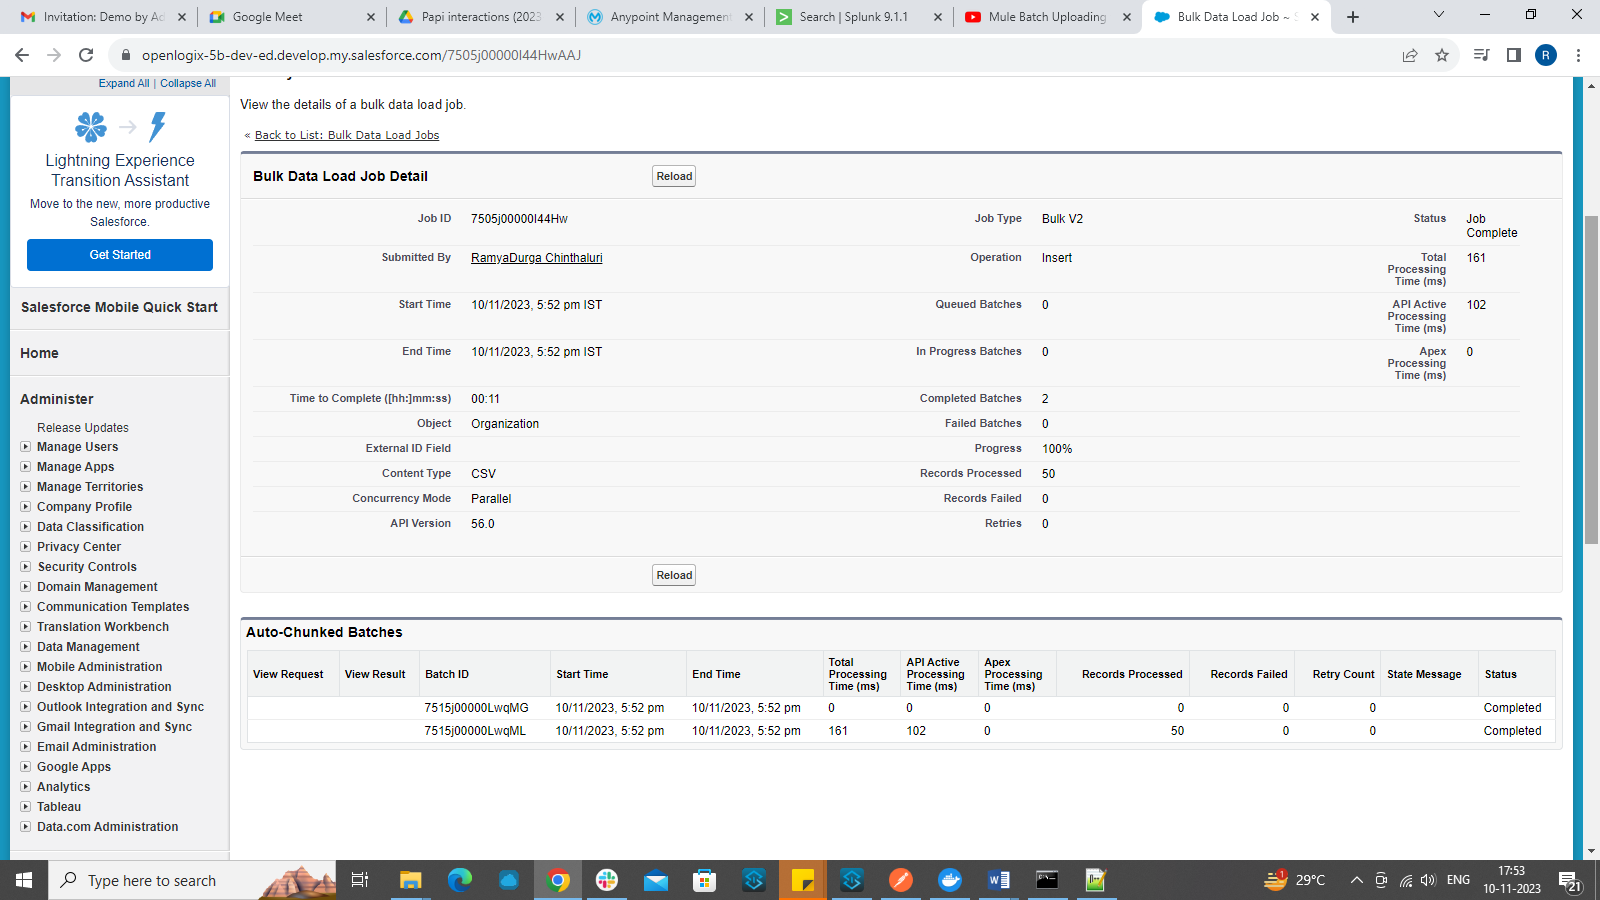 Invitation: Demo by Ad
Google Meet
Papi interactions (2023
Anypoint Management
Search | Splunk 9.1.1
Mule Batch Uploading
Bulk Data Load Job ~ S
openlogix-5b-dev-ed.develop.my.salesforce.com/7505j00000I44HwAAJ
R
Expand All | Collapse All
Lightning Experience
Transition Assistant
Move to the new, more productive
Salesforce.
Get Started
Salesforce Mobile Quick Start
Home
Administer
Release Updates
Manage Users
Manage Apps
Manage Territories
Company Profile
Data Classification
Privacy Center
Security Controls
Domain Management
Communication Templates
Translation Workbench
Data Management
Mobile Administration
Desktop Administration
Outlook Integration and Sync
Gmail Integration and Sync
Email Administration
Google Apps
Analytics
Tableau
Data.com Administration
View the details of a bulk data load job.
« Back to List: Bulk Data Load Jobs
Bulk Data Load Job Detail Reload
Job ID 7505j00000I44Hw Job Type Bulk V2 Status Job Complete
Submitted By RamyaDurga Chinthaluri Operation Insert Total Processing Time (ms) 161
Start Time 10/11/2023, 5:52 pm IST Queued Batches 0 API Active Processing Time (ms) 102
End Time 10/11/2023, 5:52 pm IST In Progress Batches 0 Apex Processing Time (ms) 0
Time to Complete ([hh:]mm:ss) 00:11 Completed Batches 2
Object Organization Failed Batches 0
External ID Field Progress 100%
Content Type CSV Records Processed 50
Concurrency Mode Parallel Records Failed 0
API Version 56.0 Retries 0
Reload
Auto-Chunked Batches
View Request View Result Batch ID Start Time End Time Total Processing Time (ms) API Active Processing Time (ms) Apex Processing Time (ms) Records Processed Records Failed Retry Count State Message Status
7515j00000LwqMG 10/11/2023, 5:52 pm 10/11/2023, 5:52 pm 0 0 0 0 0 0 Completed
7515j00000LwqML 10/11/2023, 5:52 pm 10/11/2023, 5:52 pm 161 102 0 50 0 0 Completed
Type here to search
1
29°C
ENG
17:53
10-11-2023
21